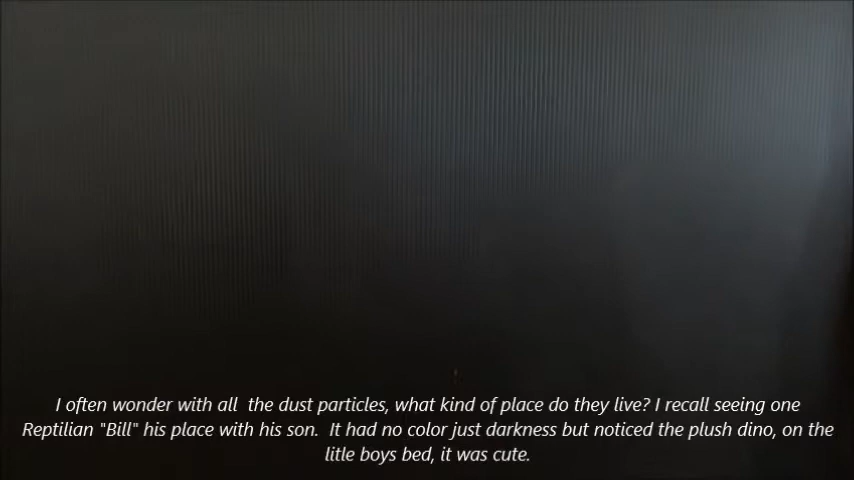 I often wonder with all  the dust particles, what kind of place do they live? I recall seeing one
Reptilian "Bill" his place with his son.  It had no color just darkness but noticed the plush dino, on the
litle boys bed, it was cute.